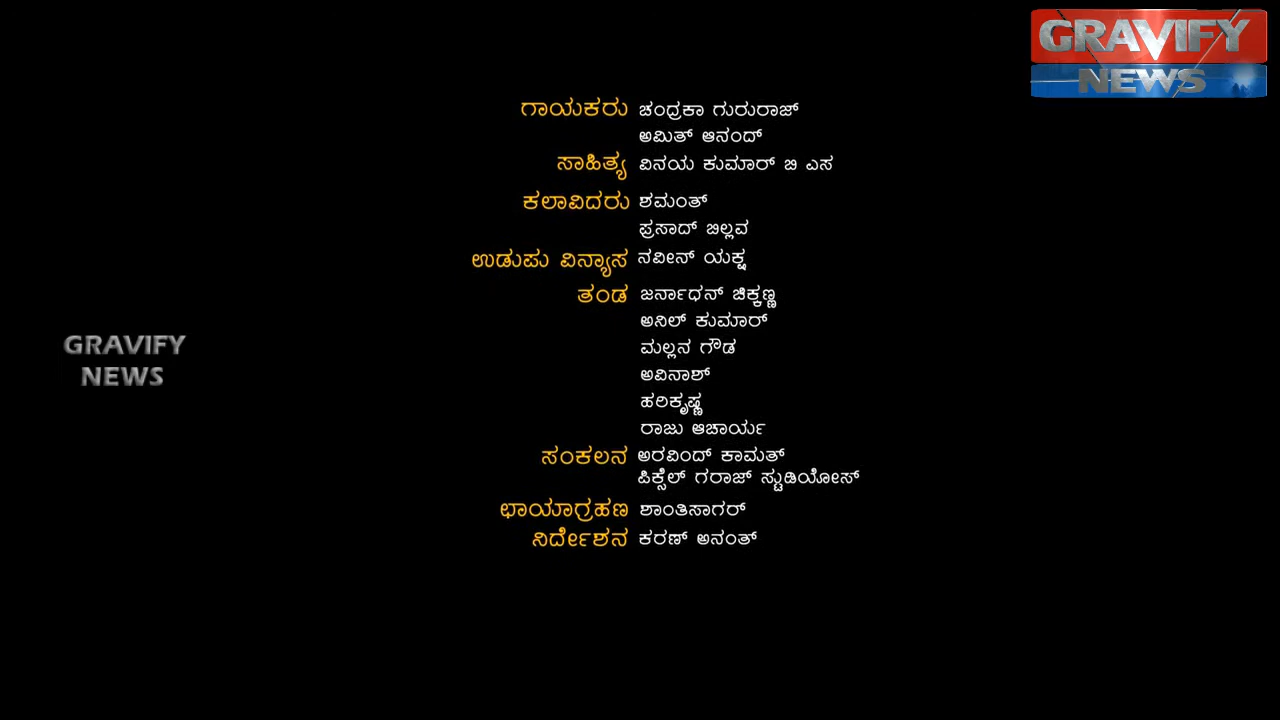 GRAVIFY
NEWS
ಗಾಯಕರು ಚಂದ್ರಕಾ ಗುರುರಾಜ್
ಅಮಿತ್ ಆನಂದ್
ಸಾಹಿತ್ಯ ವಿನಯ ಕುಮಾರ್ ಬಿ ಎಸ
ಕಲಾವಿದರು ಶಮಂತ್
ಪ್ರಸಾದ್ ಬಿಲ್ಲವ
ಉಡುಪು ವಿನ್ಯಾಸ ನವೀನ್ ಯಕ್ಷ
ತಂಡ ಜರ್ನಾಧನ್ ಚಿಕ್ಕಣ್ಣ
ಅನಿಲ್ ಕುಮಾರ್
ಮಲ್ಲನ ಗೌಡ
ಅವಿನಾಶ್
ಹರಿಕೃಷ್ಣ
ರಾಜು ಆಚಾರ್ಯ
ಸಂಕಲನ ಅರವಿಂದ್ ಕಾಮತ್
ಪಿಕ್ಸೆಲ್ ಗರಾಜ್ ಸ್ಟುಡಿಯೋಸ್
ಛಾಯಾಗ್ರಹಣ ಶಾಂತಿಸಾಗರ್
ನಿರ್ದೇಶನ ಕರಣ್ ಅನಂತ್
GRAVIFY
NEWS